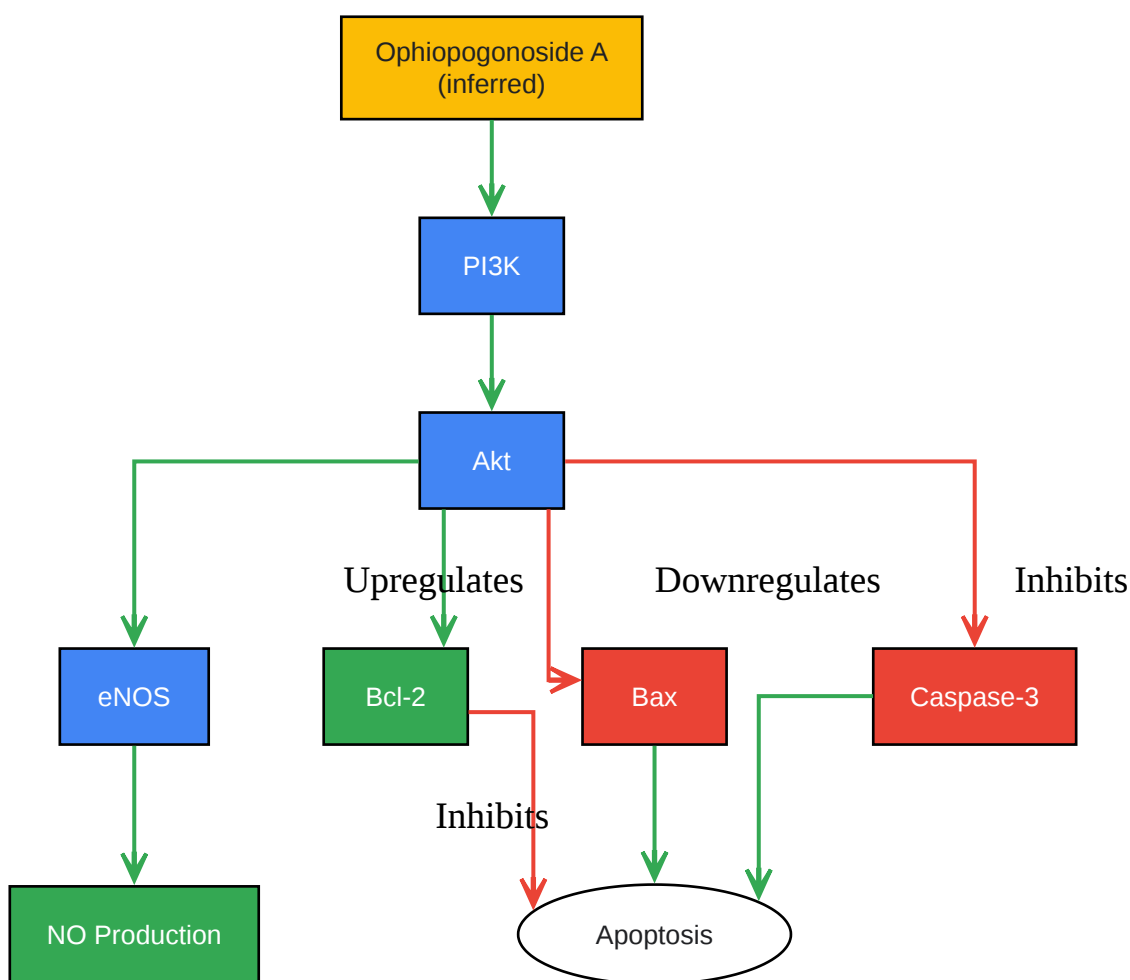 Ophiopogonoside A
(inferred)
PI3K
Akt
Upregulates
Downregulates
Inhibits
eNOS
Bcl-2
Bax
Caspase-3
Inhibits
NO Production
Apoptosis